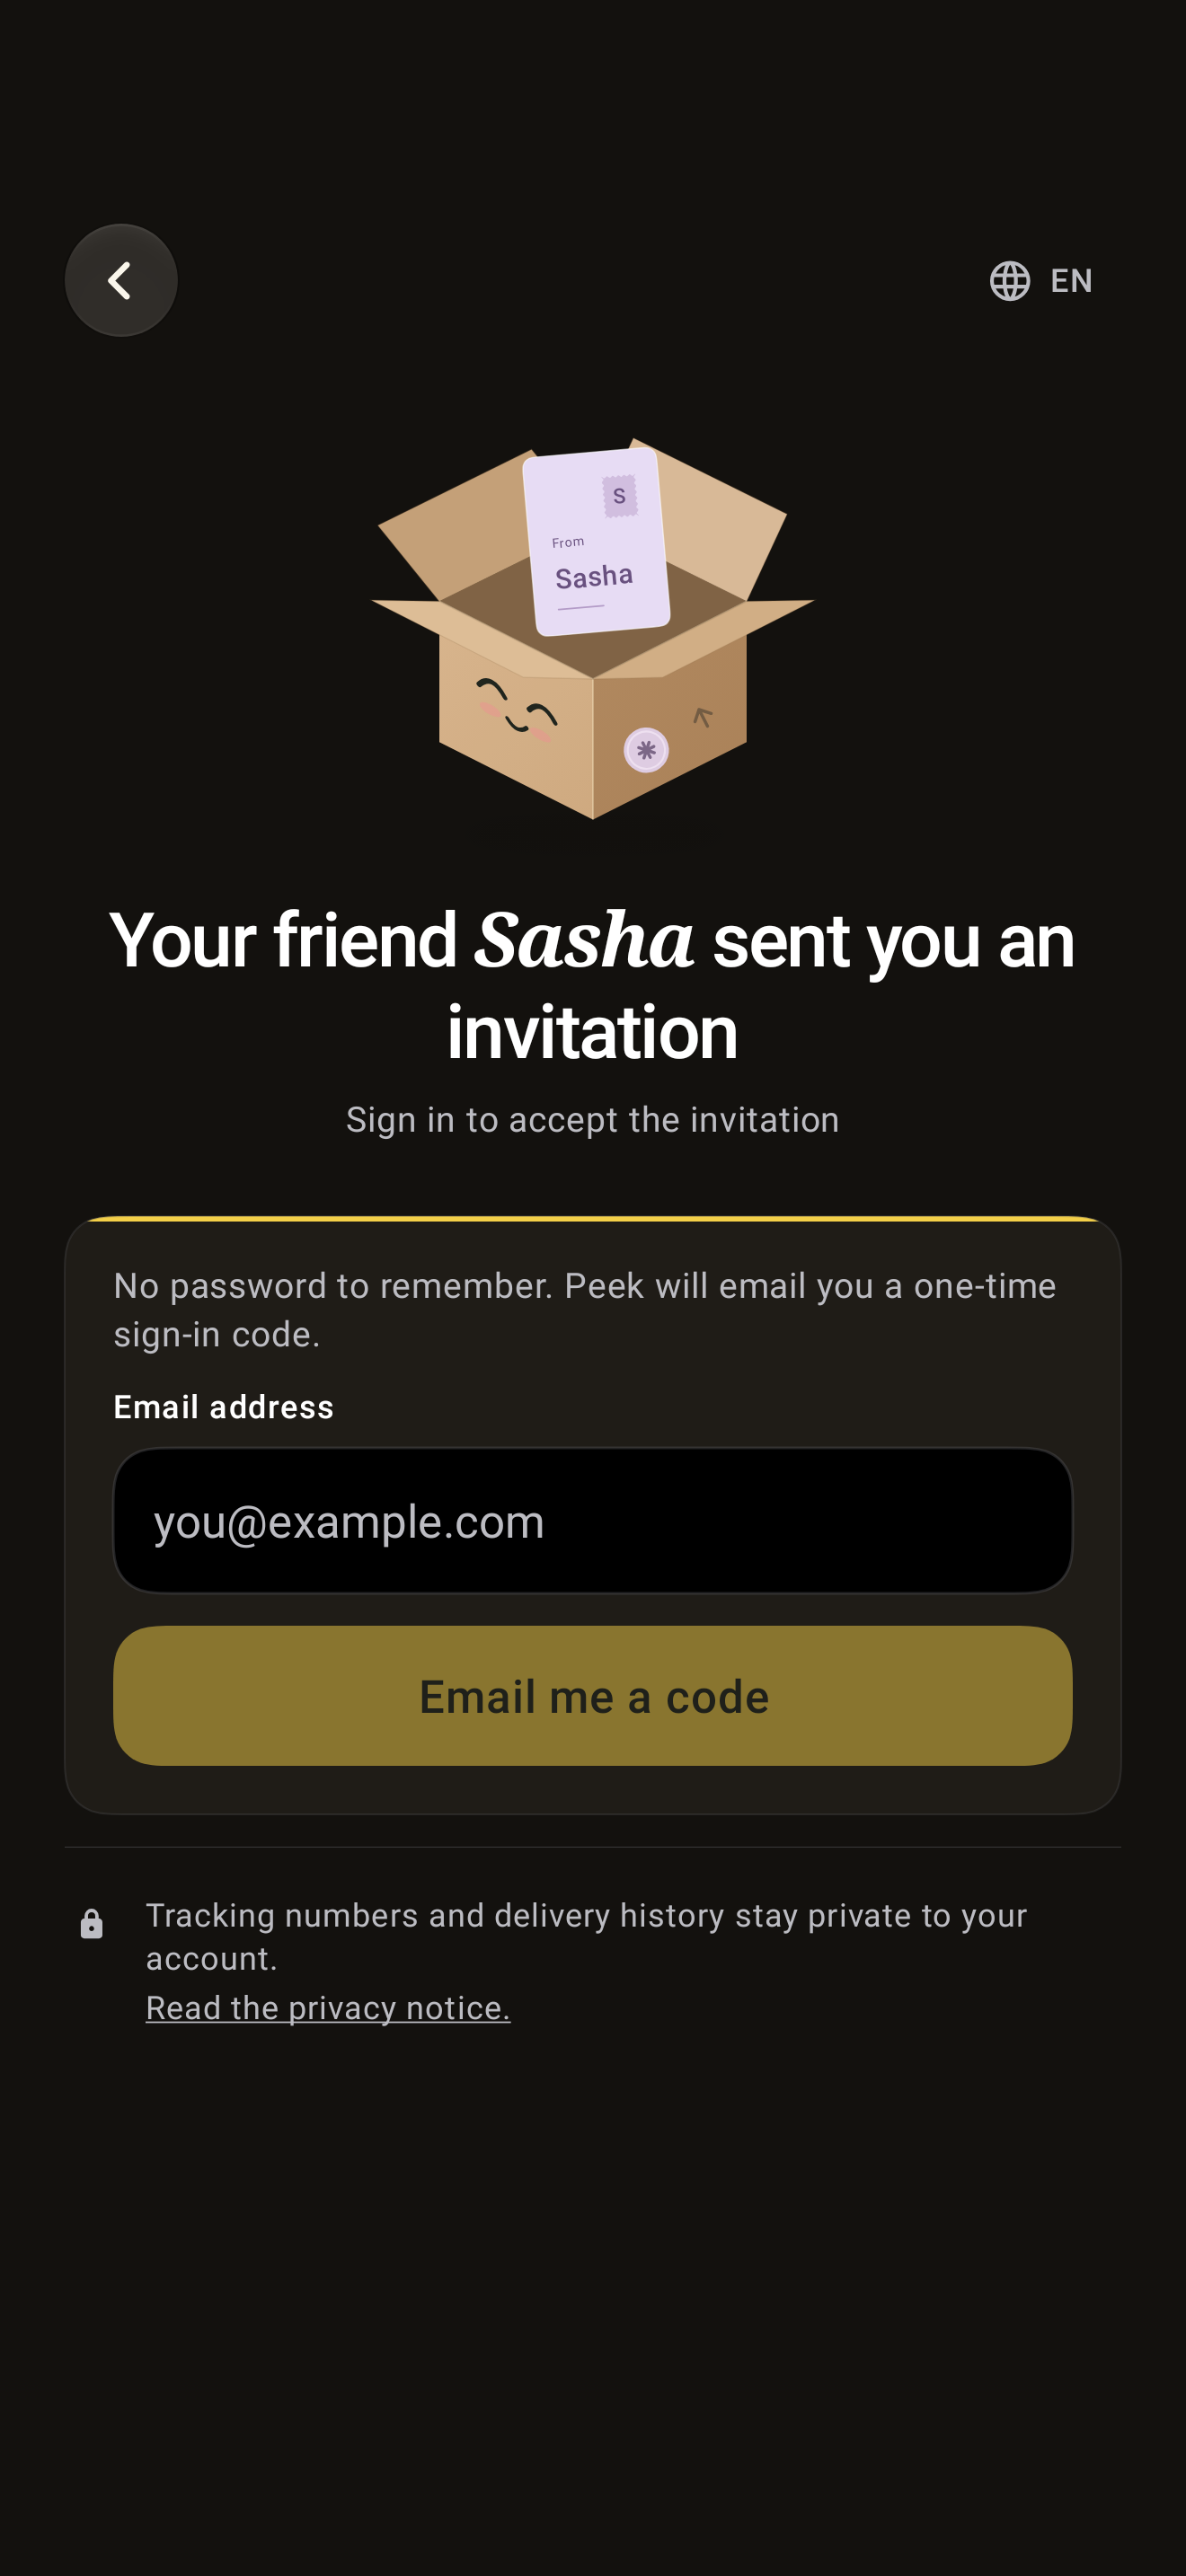 EN
S
From
Sasha
Your friend Sasha sent you an
invitation
Sign in to accept the invitation
No password to remember. Peek will email you a one-time
sign-in code.
Email address
you@example.com
Email me a code
Tracking numbers and delivery history stay private to your
account.
Read the privacy notice.